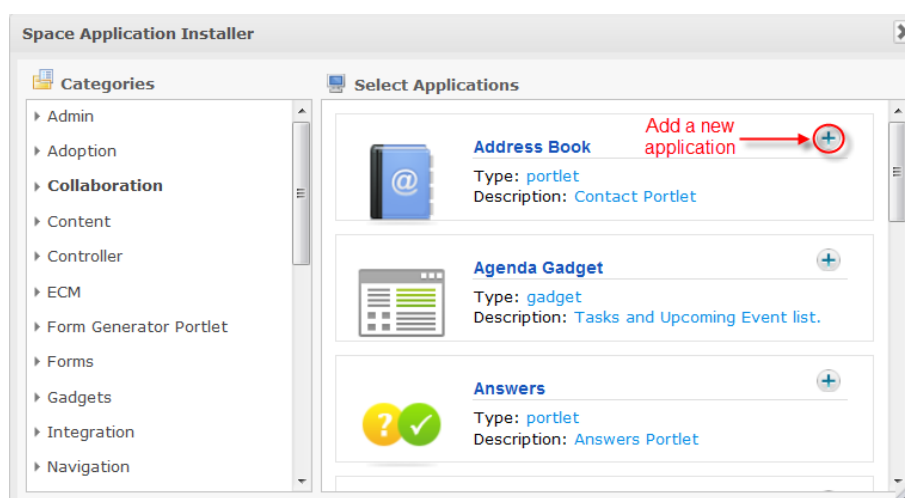 Space Application Installer
Categories
Admin
Adoption
Collaboration
Content
Controller
ECM
Form Generator Portlet
Forms
Gadgets
Integration
Navigation
Select Applications
Address Book
Add a new
application
Type: portlet
Description: Contact Portlet
Agenda Gadget
Type: gadget
Description: Tasks and Upcoming Event list.
Answers
Type: portlet
Description: Answers Portlet